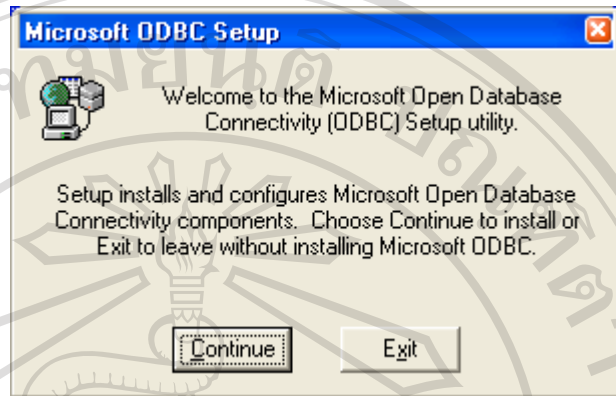 Microsoft ODBC Setup
Welcome to the Microsoft Open Database
Connectivity (ODBC) Setup utility.
Setup installs and configures Microsoft Open Database
Connectivity components. Choose Continue to install or
Exit to leave without installing Microsoft ODBC.
Continue
Exit